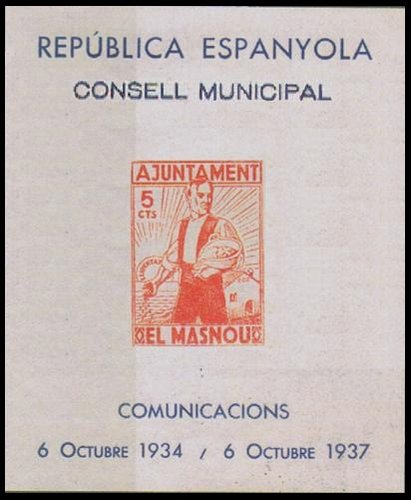 REPÚBLICA ESPANYOLA
CONSELL MUNICIPAL
AJUNTAMENT
5
CTS
EL MASNOU
COMUNICACIONS
6 OCTUBRE 1934 / 6 OCTUBRE 1937